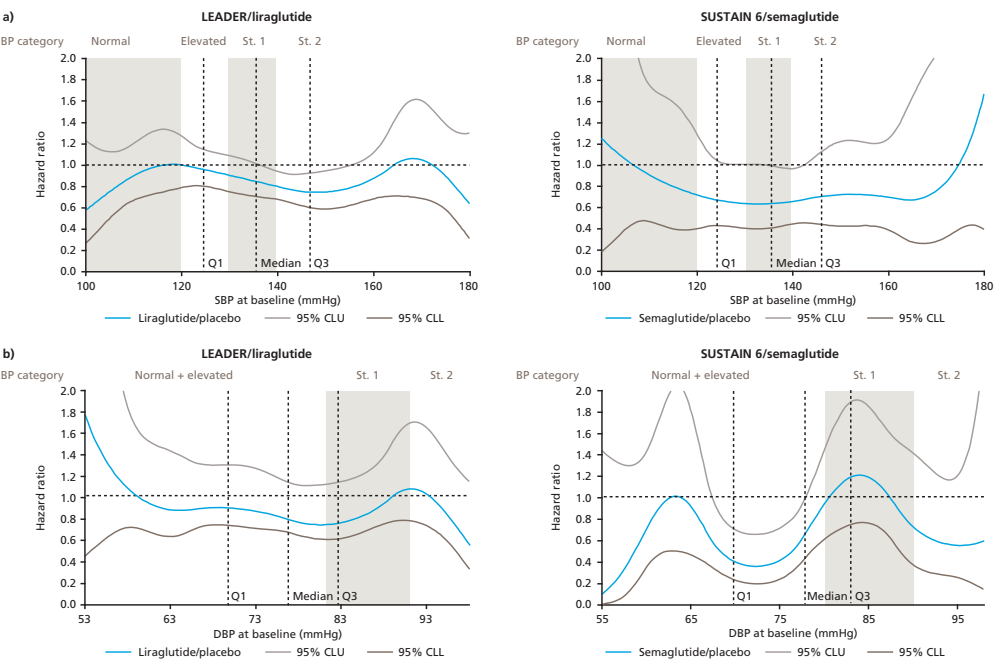 a)
LEADER/liraglutide
BP category Normal Elevated St. 1 St. 2
Hazard ratio
2.0
1.8
1.6
1.4
1.2
1.0
0.8
0.6
0.4
0.2
0.0
Q1 Median Q3
100 120 140 160 180
SBP at baseline (mmHg)
Liraglutide/placebo 95% CLU 95% CLL
SUSTAIN 6/semaglutide
BP category Normal Elevated St. 1 St. 2
Hazard ratio
2.0
1.8
1.6
1.4
1.2
1.0
0.8
0.6
0.4
0.2
0.0
Q1 Median Q3
100 120 140 160 180
SBP at baseline (mmHg)
Semaglutide/placebo 95% CLU 95% CLL
b)
LEADER/liraglutide
BP category Normal + elevated St. 1 St. 2
Hazard ratio
2.0
1.8
1.6
1.4
1.2
1.0
0.8
0.6
0.4
0.2
0.0
Q1 Median Q3
53 63 73 83 93
DBP at baseline (mmHg)
Liraglutide/placebo 95% CLU 95% CLL
SUSTAIN 6/semaglutide
BP category Normal + elevated St. 1 St. 2
Hazard ratio
2.0
1.8
1.6
1.4
1.2
1.0
0.8
0.6
0.4
0.2
0.0
Q1 Median Q3
55 65 75 85 95
DBP at baseline (mmHg)
Semaglutide/placebo 95% CLU 95% CLL